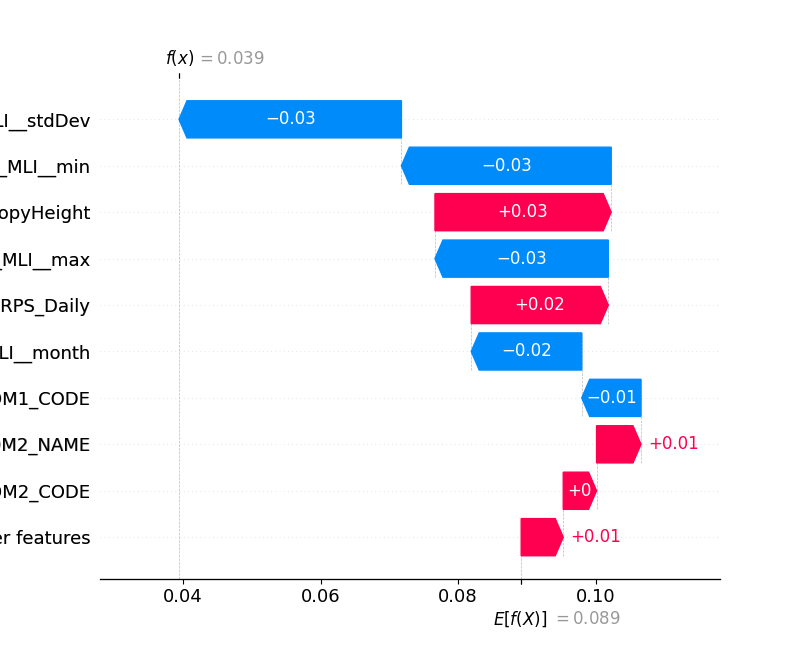 f(x) = 0.039
LI__stdDev
−0.03
_MLI__min
−0.03
opyHeight
+0.03
_MLI__max
−0.03
RPS_Daily
+0.02
LI__month
−0.02
M1_CODE
−0.01
M2_NAME
+0.01
M2_CODE
+0
er features
+0.01
0.04 0.06 0.08 0.10
E[f(X)] = 0.089